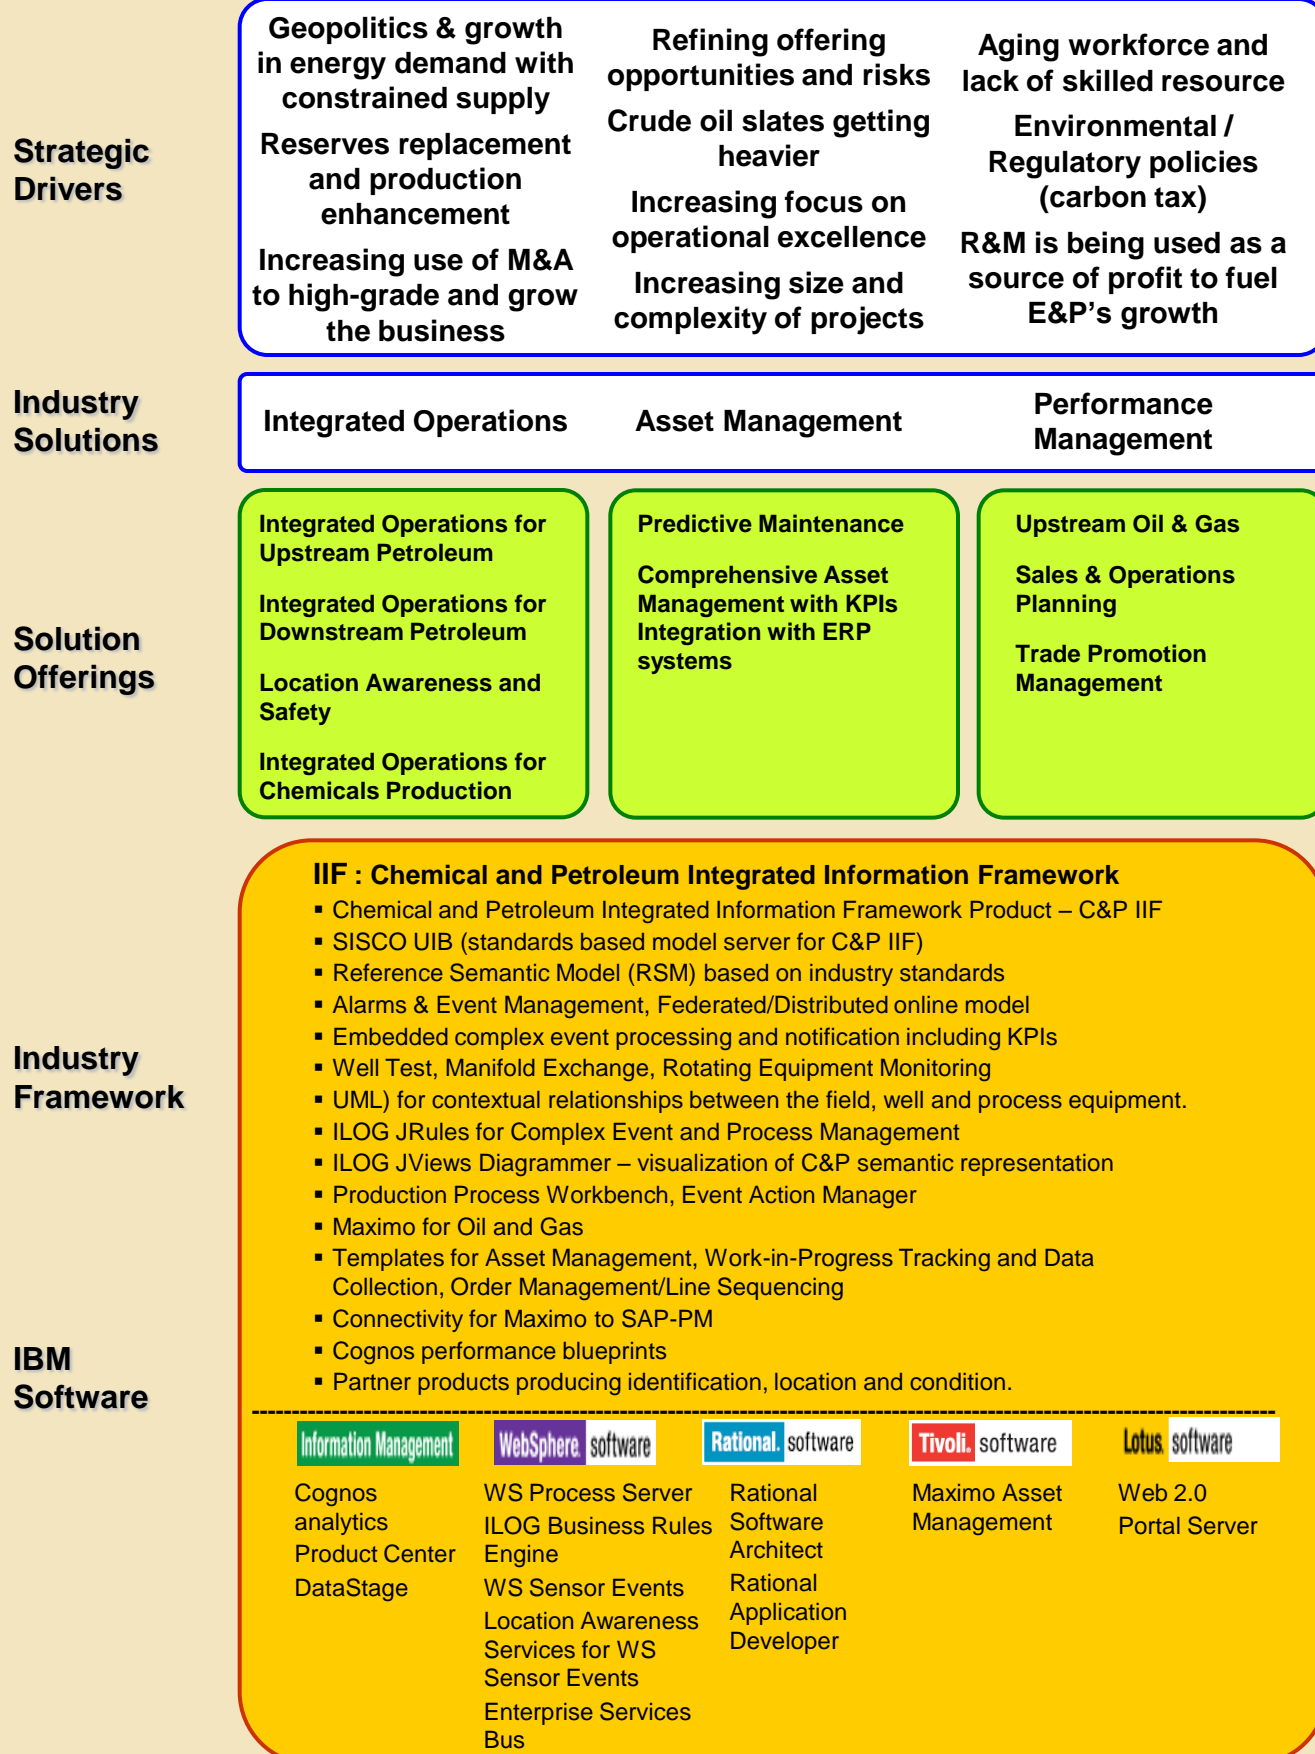 Strategic
Drivers
Geopolitics & growth
in energy demand with
constrained supply
Reserves replacement
and production
enhancement
Increasing use of M&A
to high-grade and grow
the business
Refining offering
opportunities and risks
Crude oil slates getting
heavier
Increasing focus on
operational excellence
Increasing size and
complexity of projects
Aging workforce and
lack of skilled resource
Environmental /
Regulatory policies
(carbon tax)
R&M is being used as a
source of profit to fuel
E&P's growth
Industry
Solutions
Integrated Operations
Asset Management
Performance
Management
Solution
Offerings
Integrated Operations for
Upstream Petroleum
Integrated Operations for
Downstream Petroleum
Location Awareness and
Safety
Integrated Operations for
Chemicals Production
Predictive Maintenance
Comprehensive Asset
Management with KPIs
Integration with ERP
systems
Upstream Oil & Gas
Sales & Operations
Planning
Trade Promotion
Management
Industry
Framework
IIF : Chemical and Petroleum Integrated Information Framework
▪ Chemical and Petroleum Integrated Information Framework Product – C&P IIF
▪ SISCO UIB (standards based model server for C&P IIF)
▪ Reference Semantic Model (RSM) based on industry standards
▪ Alarms & Event Management, Federated/Distributed online model
▪ Embedded complex event processing and notification including KPIs
▪ Well Test, Manifold Exchange, Rotating Equipment Monitoring
▪ UML) for contextual relationships between the field, well and process equipment.
▪ ILOG JRules for Complex Event and Process Management
▪ ILOG JViews Diagrammer – visualization of C&P semantic representation
▪ Production Process Workbench, Event Action Manager
▪ Maximo for Oil and Gas
▪ Templates for Asset Management, Work-in-Progress Tracking and Data
Collection, Order Management/Line Sequencing
▪ Connectivity for Maximo to SAP-PM
▪ Cognos performance blueprints
▪ Partner products producing identification, location and condition.
IBM
Software
Information Management
Cognos
analytics
Product Center
DataStage
WebSphere. software
WS Process Server
ILOG Business Rules
Engine
WS Sensor Events
Location Awareness
Services for WS
Sensor Events
Enterprise Services
Bus
Rational. software
Rational
Software
Architect
Rational
Application
Developer
Tivoli. software
Maximo Asset
Management
Lotus. software
Web 2.0
Portal Server